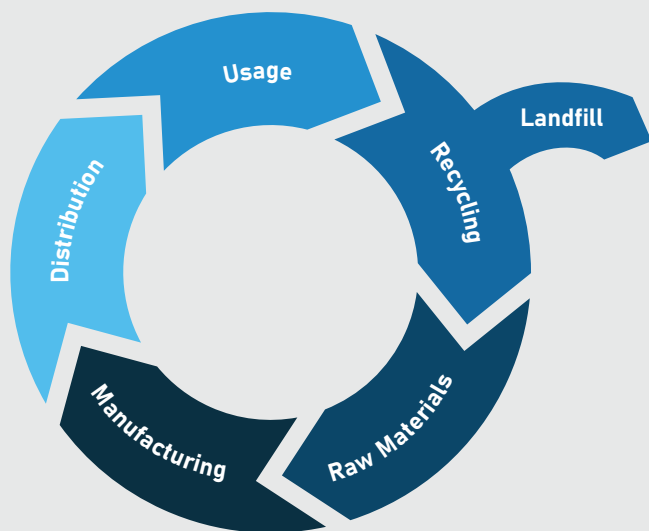 Usage
Landfill
Recycling
Distribution
Raw Materials
Manufacturing